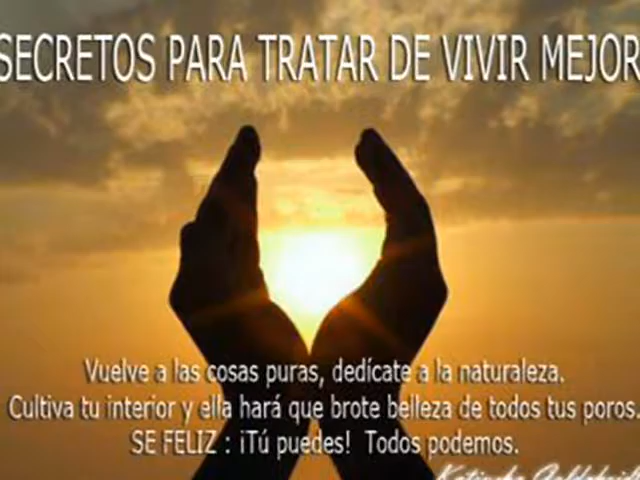 SECRETOS PARA TRATAR DE VIVIR MEJOR
Vuelve a las cosas puras, dedícate a la naturaleza.
Cultiva tu interior y ella hará que brote belleza de todos tus poros.
SE FELIZ : ¡Tú puedes! Todos podemos.